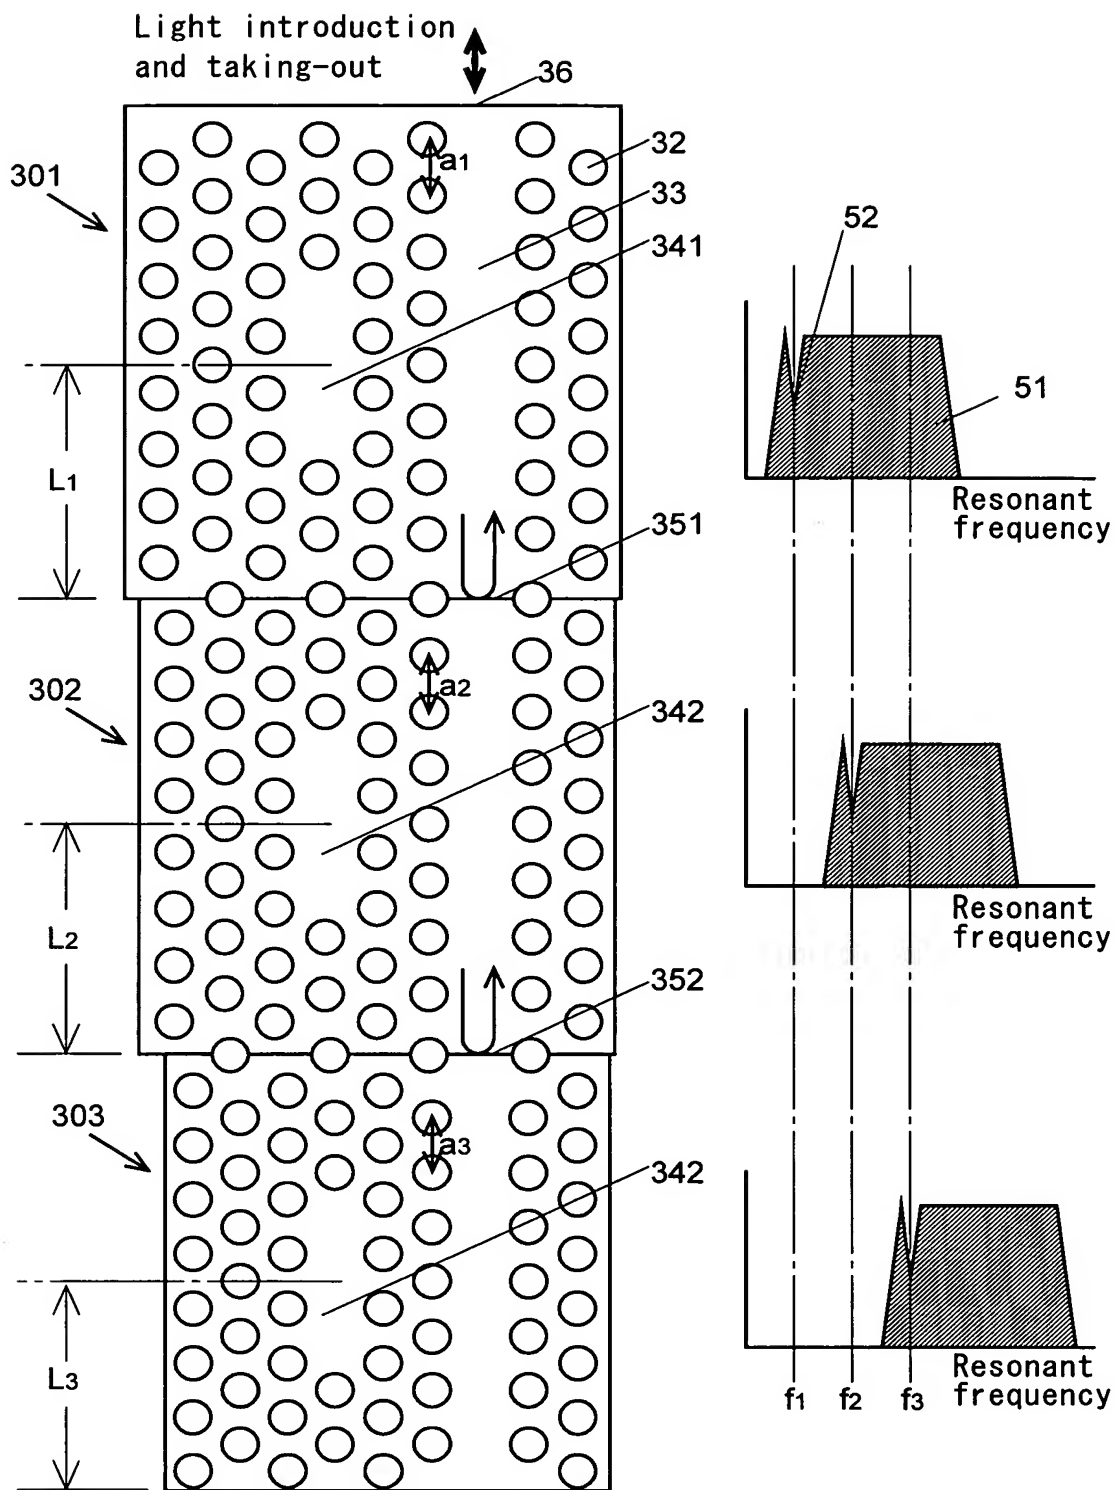 Light introduction
and taking-out
36
32
a1
301
33
52
341
51
L1
Resonant
frequency
351
a2
302
342
Resonant
frequency
L2
352
a3
303
342
Resonant
frequency
L3
f1 f2 f3